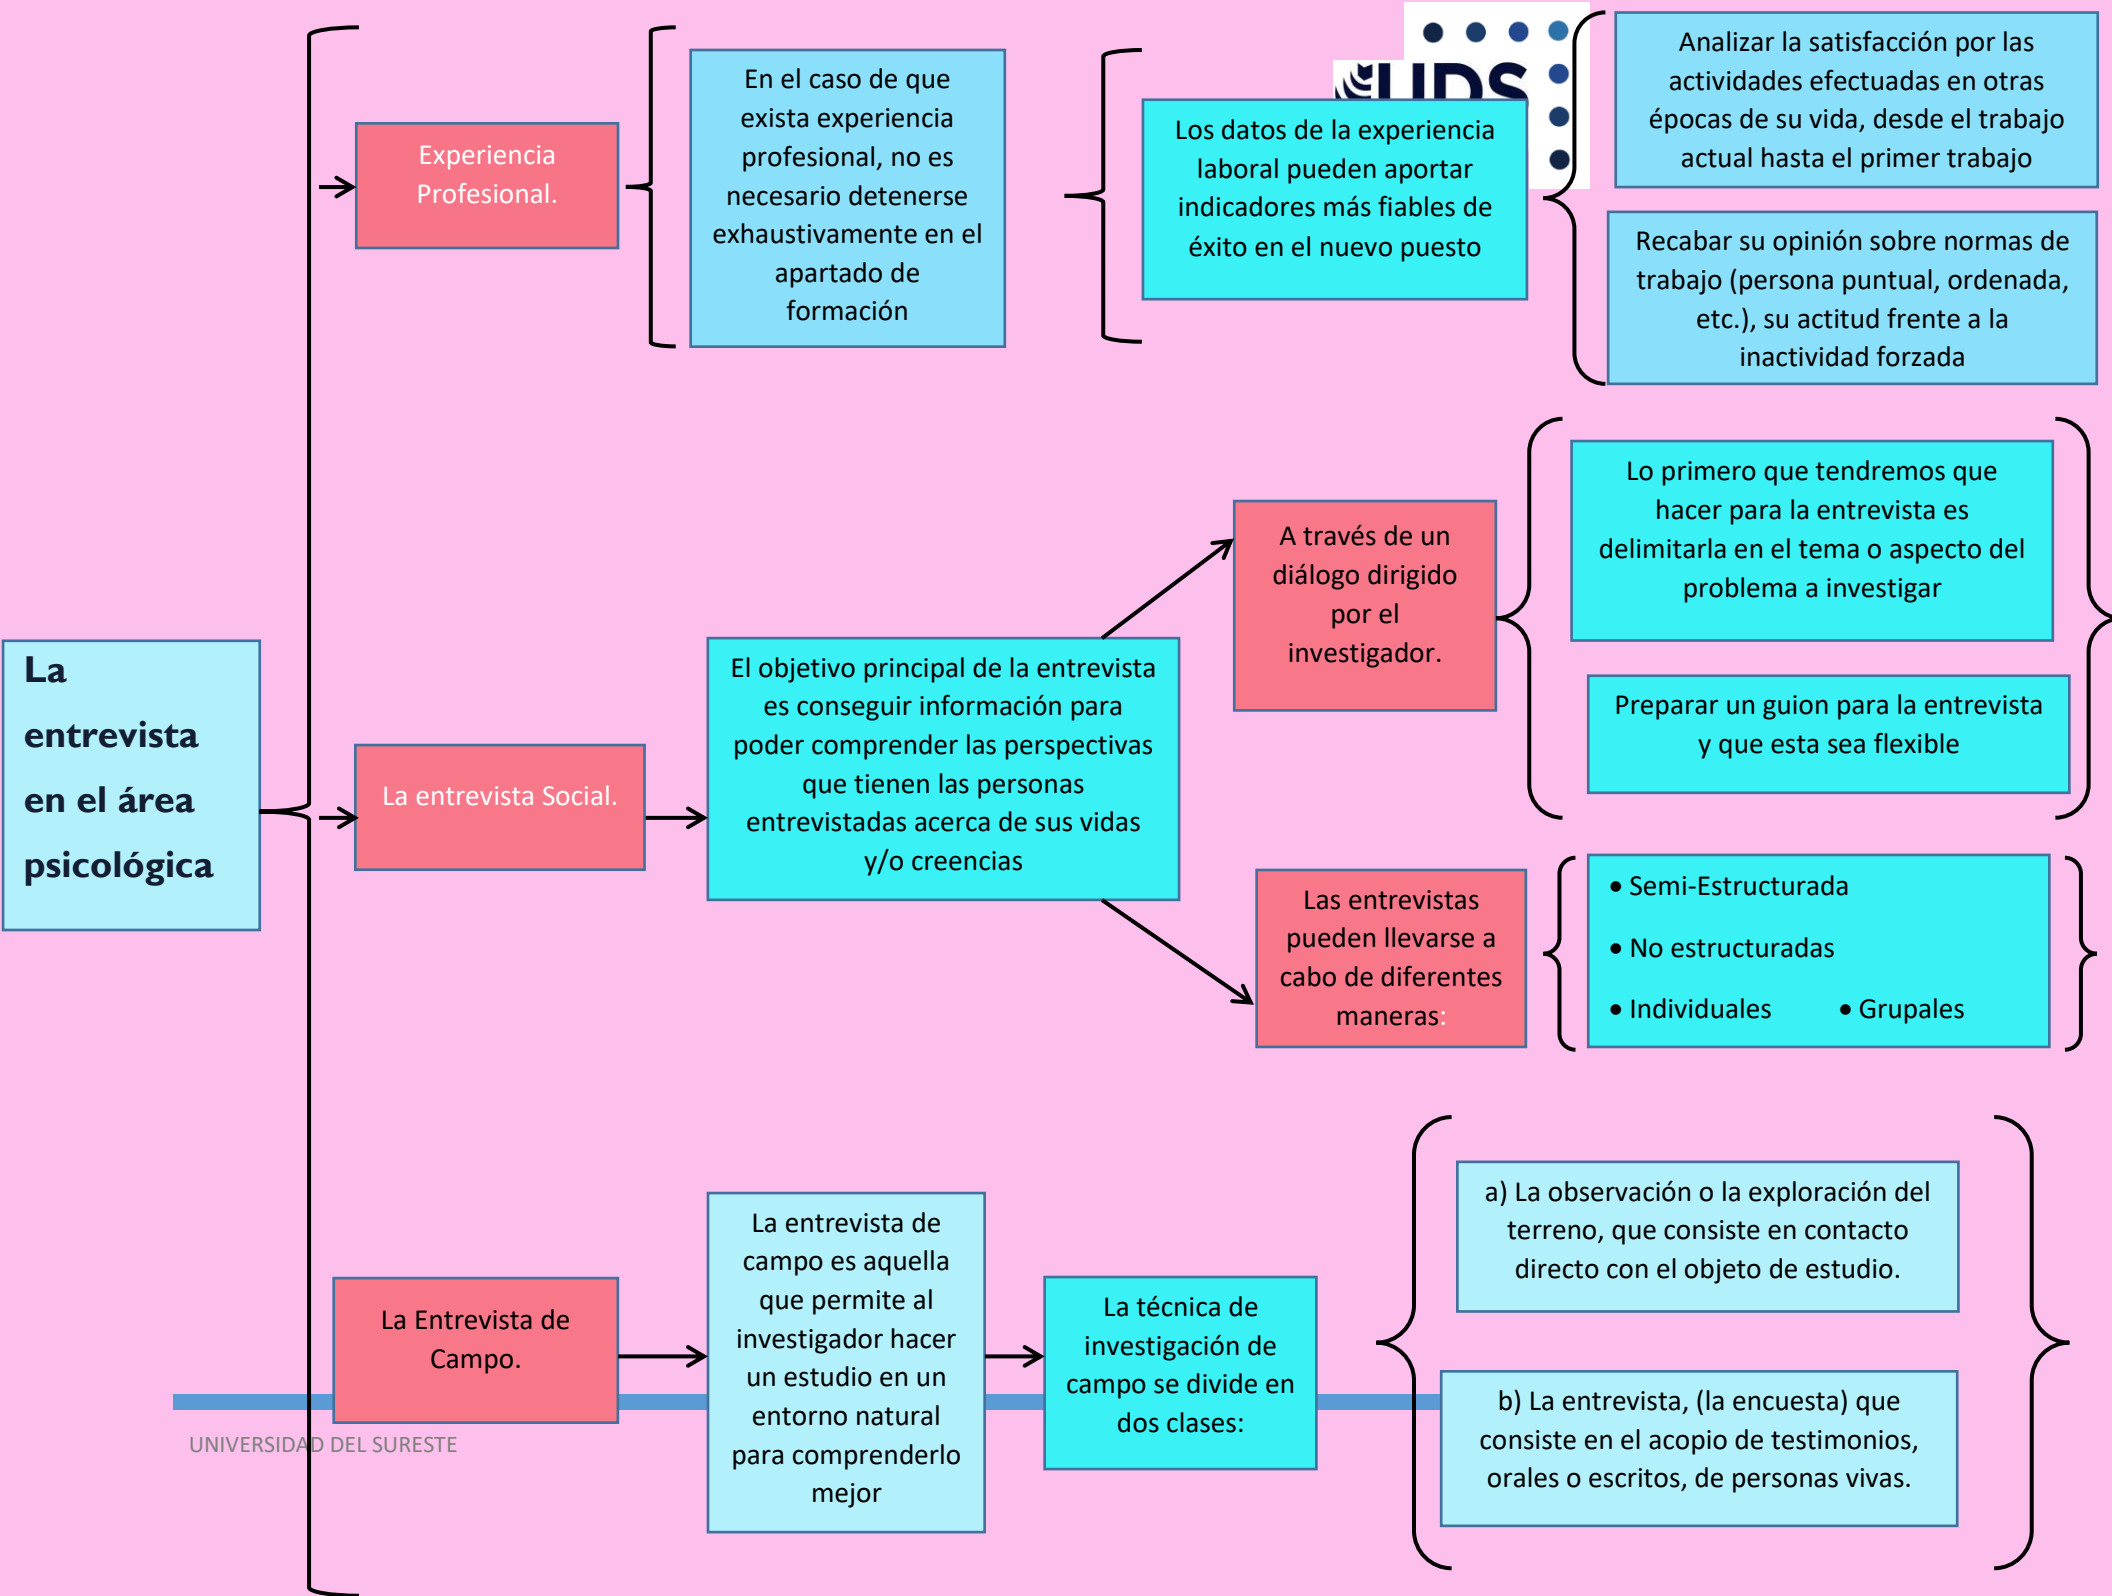 La
entrevista
en el área
psicológica
Experiencia
Profesional.
En el caso de que
exista experiencia
profesional, no es
necesario detenerse
exhaustivamente en el
apartado de
formación
UDS
Los datos de la experiencia
laboral pueden aportar
indicadores más fiables de
éxito en el nuevo puesto
Analizar la satisfacción por las
actividades efectuadas en otras
épocas de su vida, desde el trabajo
actual hasta el primer trabajo
Recabar su opinión sobre normas de
trabajo (persona puntual, ordenada,
etc.), su actitud frente a la
inactividad forzada
La entrevista Social.
El objetivo principal de la entrevista
es conseguir información para
poder comprender las perspectivas
que tienen las personas
entrevistadas acerca de sus vidas
y/o creencias
A través de un
diálogo dirigido
por el
investigador.
Lo primero que tendremos que
hacer para la entrevista es
delimitarla en el tema o aspecto del
problema a investigar
Preparar un guion para la entrevista
y que esta sea flexible
Las entrevistas
pueden llevarse a
cabo de diferentes
maneras:
• Semi-Estructurada
• No estructuradas
• Individuales • Grupales
La Entrevista de
Campo.
La entrevista de
campo es aquella
que permite al
investigador hacer
un estudio en un
entorno natural
para comprenderlo
mejor
La técnica de
investigación de
campo se divide en
dos clases:
a) La observación o la exploración del
terreno, que consiste en contacto
directo con el objeto de estudio.
b) La entrevista, (la encuesta) que
consiste en el acopio de testimonios,
orales o escritos, de personas vivas.
UNIVERSIDAD DEL SURESTE